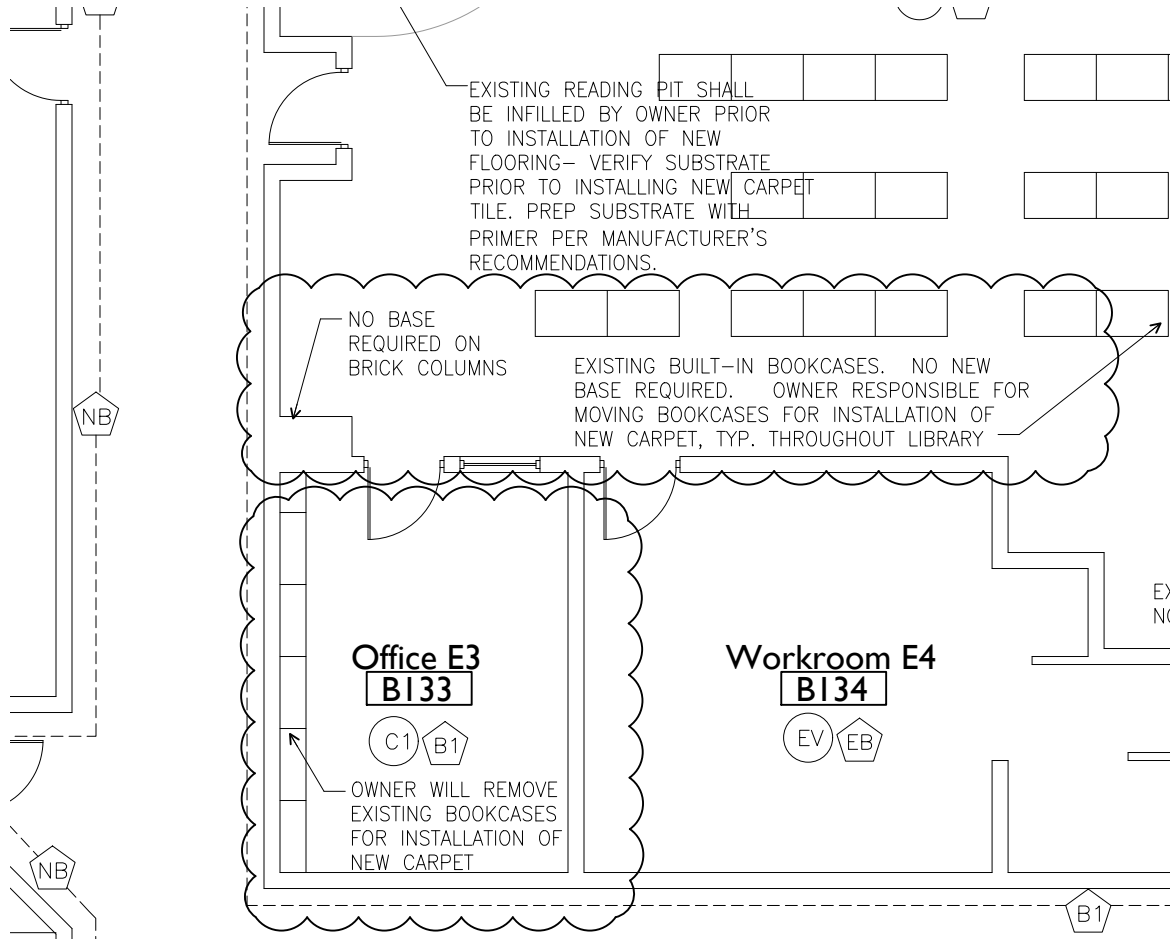 EXISTING READING PIT SHALL
BE INFILLED BY OWNER PRIOR
TO INSTALLATION OF NEW
FLOORING– VERIFY SUBSTRATE
PRIOR TO INSTALLING NEW CARPET
TILE. PREP SUBSTRATE WITH
PRIMER PER MANUFACTURER'S
RECOMMENDATIONS.
NO BASE
REQUIRED ON
BRICK COLUMNS
EXISTING BUILT–IN BOOKCASES. NO NEW
BASE REQUIRED. OWNER RESPONSIBLE FOR
MOVING BOOKCASES FOR INSTALLATION OF
NEW CARPET, TYP. THROUGHOUT LIBRARY
NB
Office E3
B133
C1
B1
Workroom E4
B134
EV
EB
OWNER WILL REMOVE
EXISTING BOOKCASES
FOR INSTALLATION OF
NEW CARPET
NB
B1